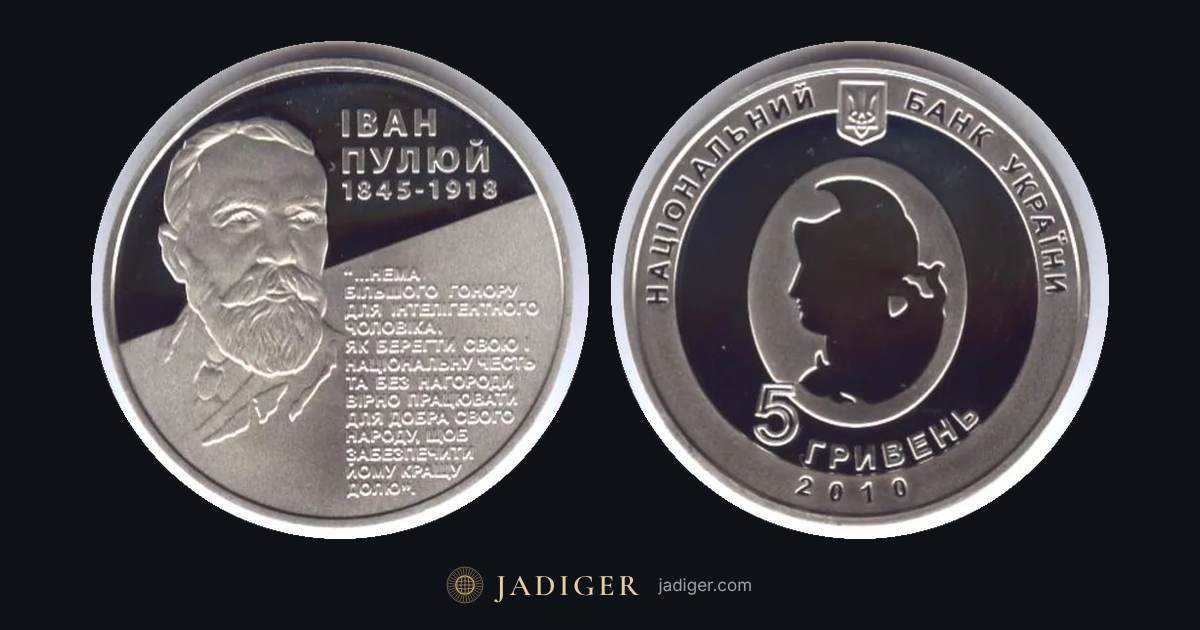 ІВАН
ПУЛЮЙ
1845-1918
"...НЕМА
БІЛЬШОГО ГОНОРУ
ДЛЯ ІНТЕЛІГЕНТНОГО
ЧОЛОВІКА,
ЯК БЕРЕГТИ СВОЮ І
НАЦІОНАЛЬНУ ЧЕСТЬ
ТА БЕЗ НАГОРОДИ
ВІРНО ПРАЦЮВАТИ
ДЛЯ ДОБРА СВОГО
НАРОДУ, ЩОБ
ЗАБЕЗПЕЧИТИ
ЙОМУ КРАЩУ
ДОЛЮ".
НАЦІОНАЛЬНИЙ БАНК УКРАЇНИ
5 ГРИВЕНЬ
2010
JADIGER jadiger.com